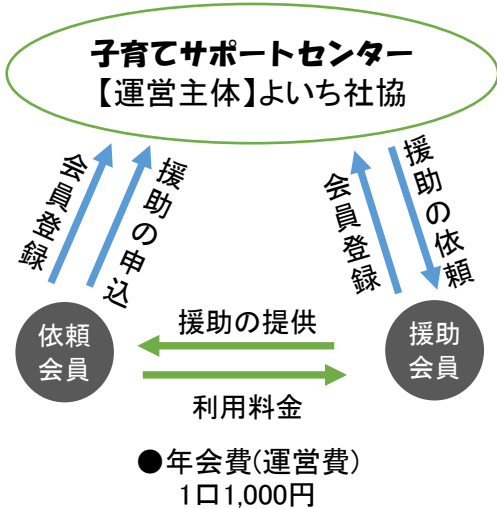 子育てサポートセンター
【運営主体】よいち社協
会員登録
援助の申込
会員登録
援助の依頼
依頼
会員
援助の提供
利用料金
援助
会員
●年会費(運営費)
1口1,000円